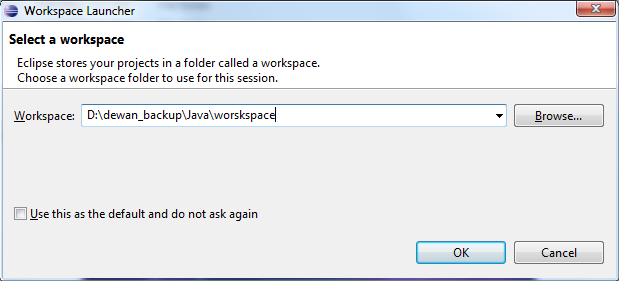 Workspace Launcher
Select a workspace
Eclipse stores your projects in a folder called a workspace.
Choose a workspace folder to use for this session.
Workspace: D:\dewan_backup\Java\worskspace Browse...
Use this as the default and do not ask again
OK Cancel